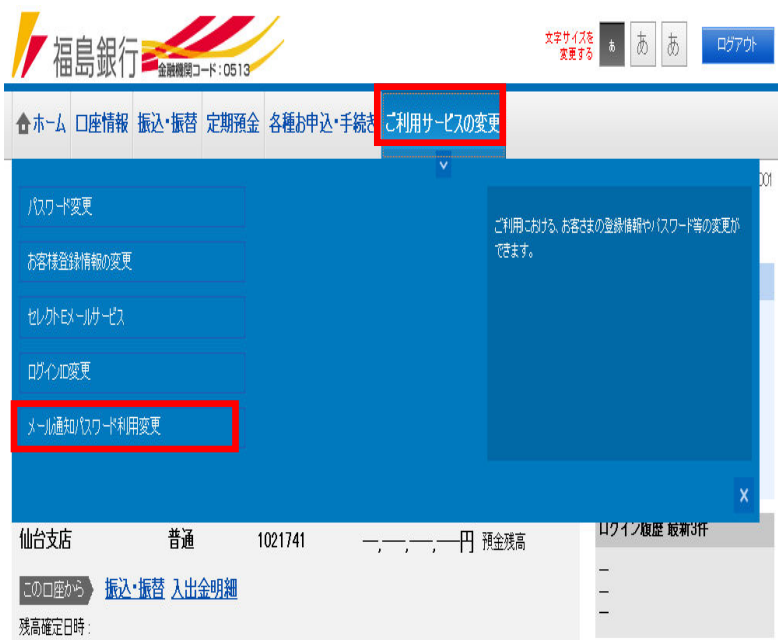 福島銀行
金融機関コード:0513
文字サイズを
変更する
あ あ あ
ログアウト
ホーム 口座情報 振込・振替 定期預金 各種お申込・手続き ご利用サービスの変更
パスワード変更
お客様登録情報の変更
セレクトEメールサービス
ログインID変更
メール通知パスワード利用変更
ご利用における、お客さまの登録情報やパスワード等の変更が
できます。
X
仙台支店 普通 1021741 ―,―,―,―円 預金残高
この口座から 振込・振替 入出金明細
残高確定日時:
ログイン履歴 最新3件
―
―
―